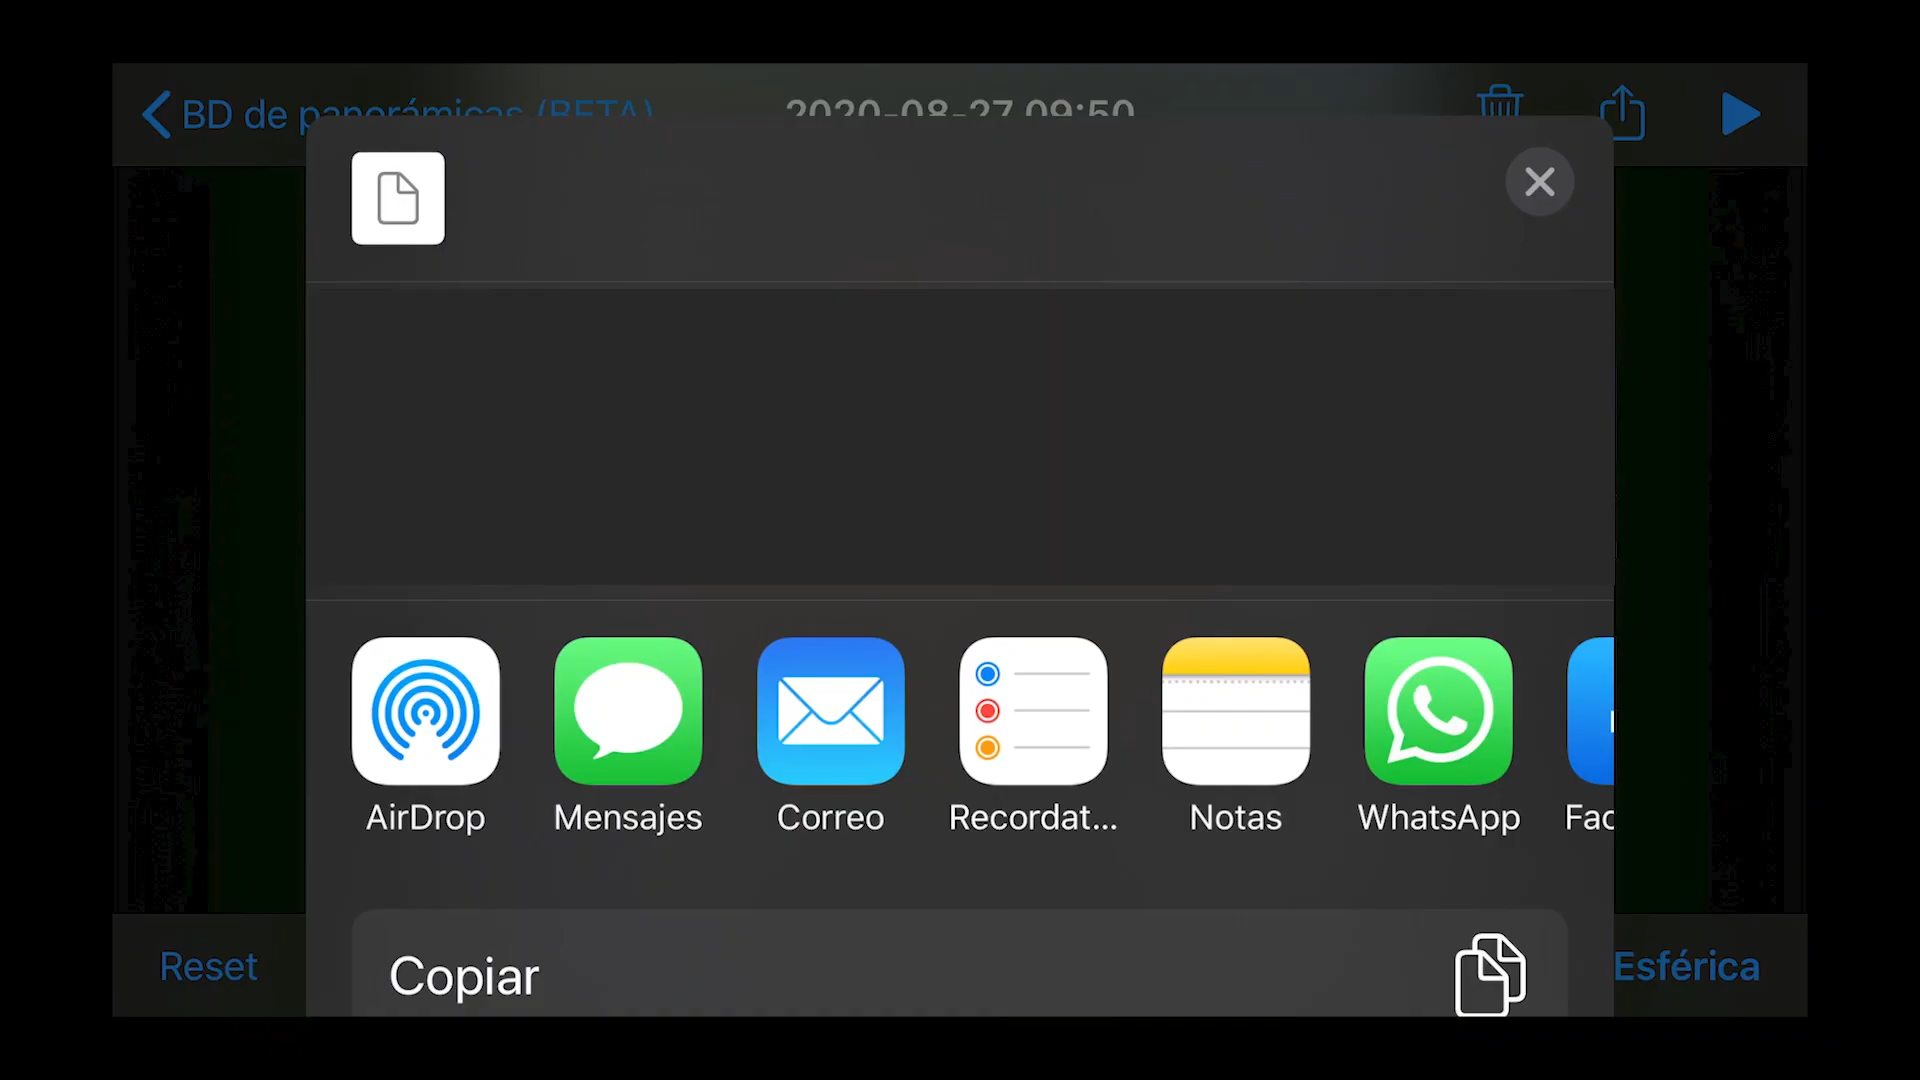 BD de panorámicas (BETA)
2020-08-27 09:50
AirDrop
Mensajes
Correo
Recordat...
Notas
WhatsApp
Fac
Copiar
Reset
Esférica